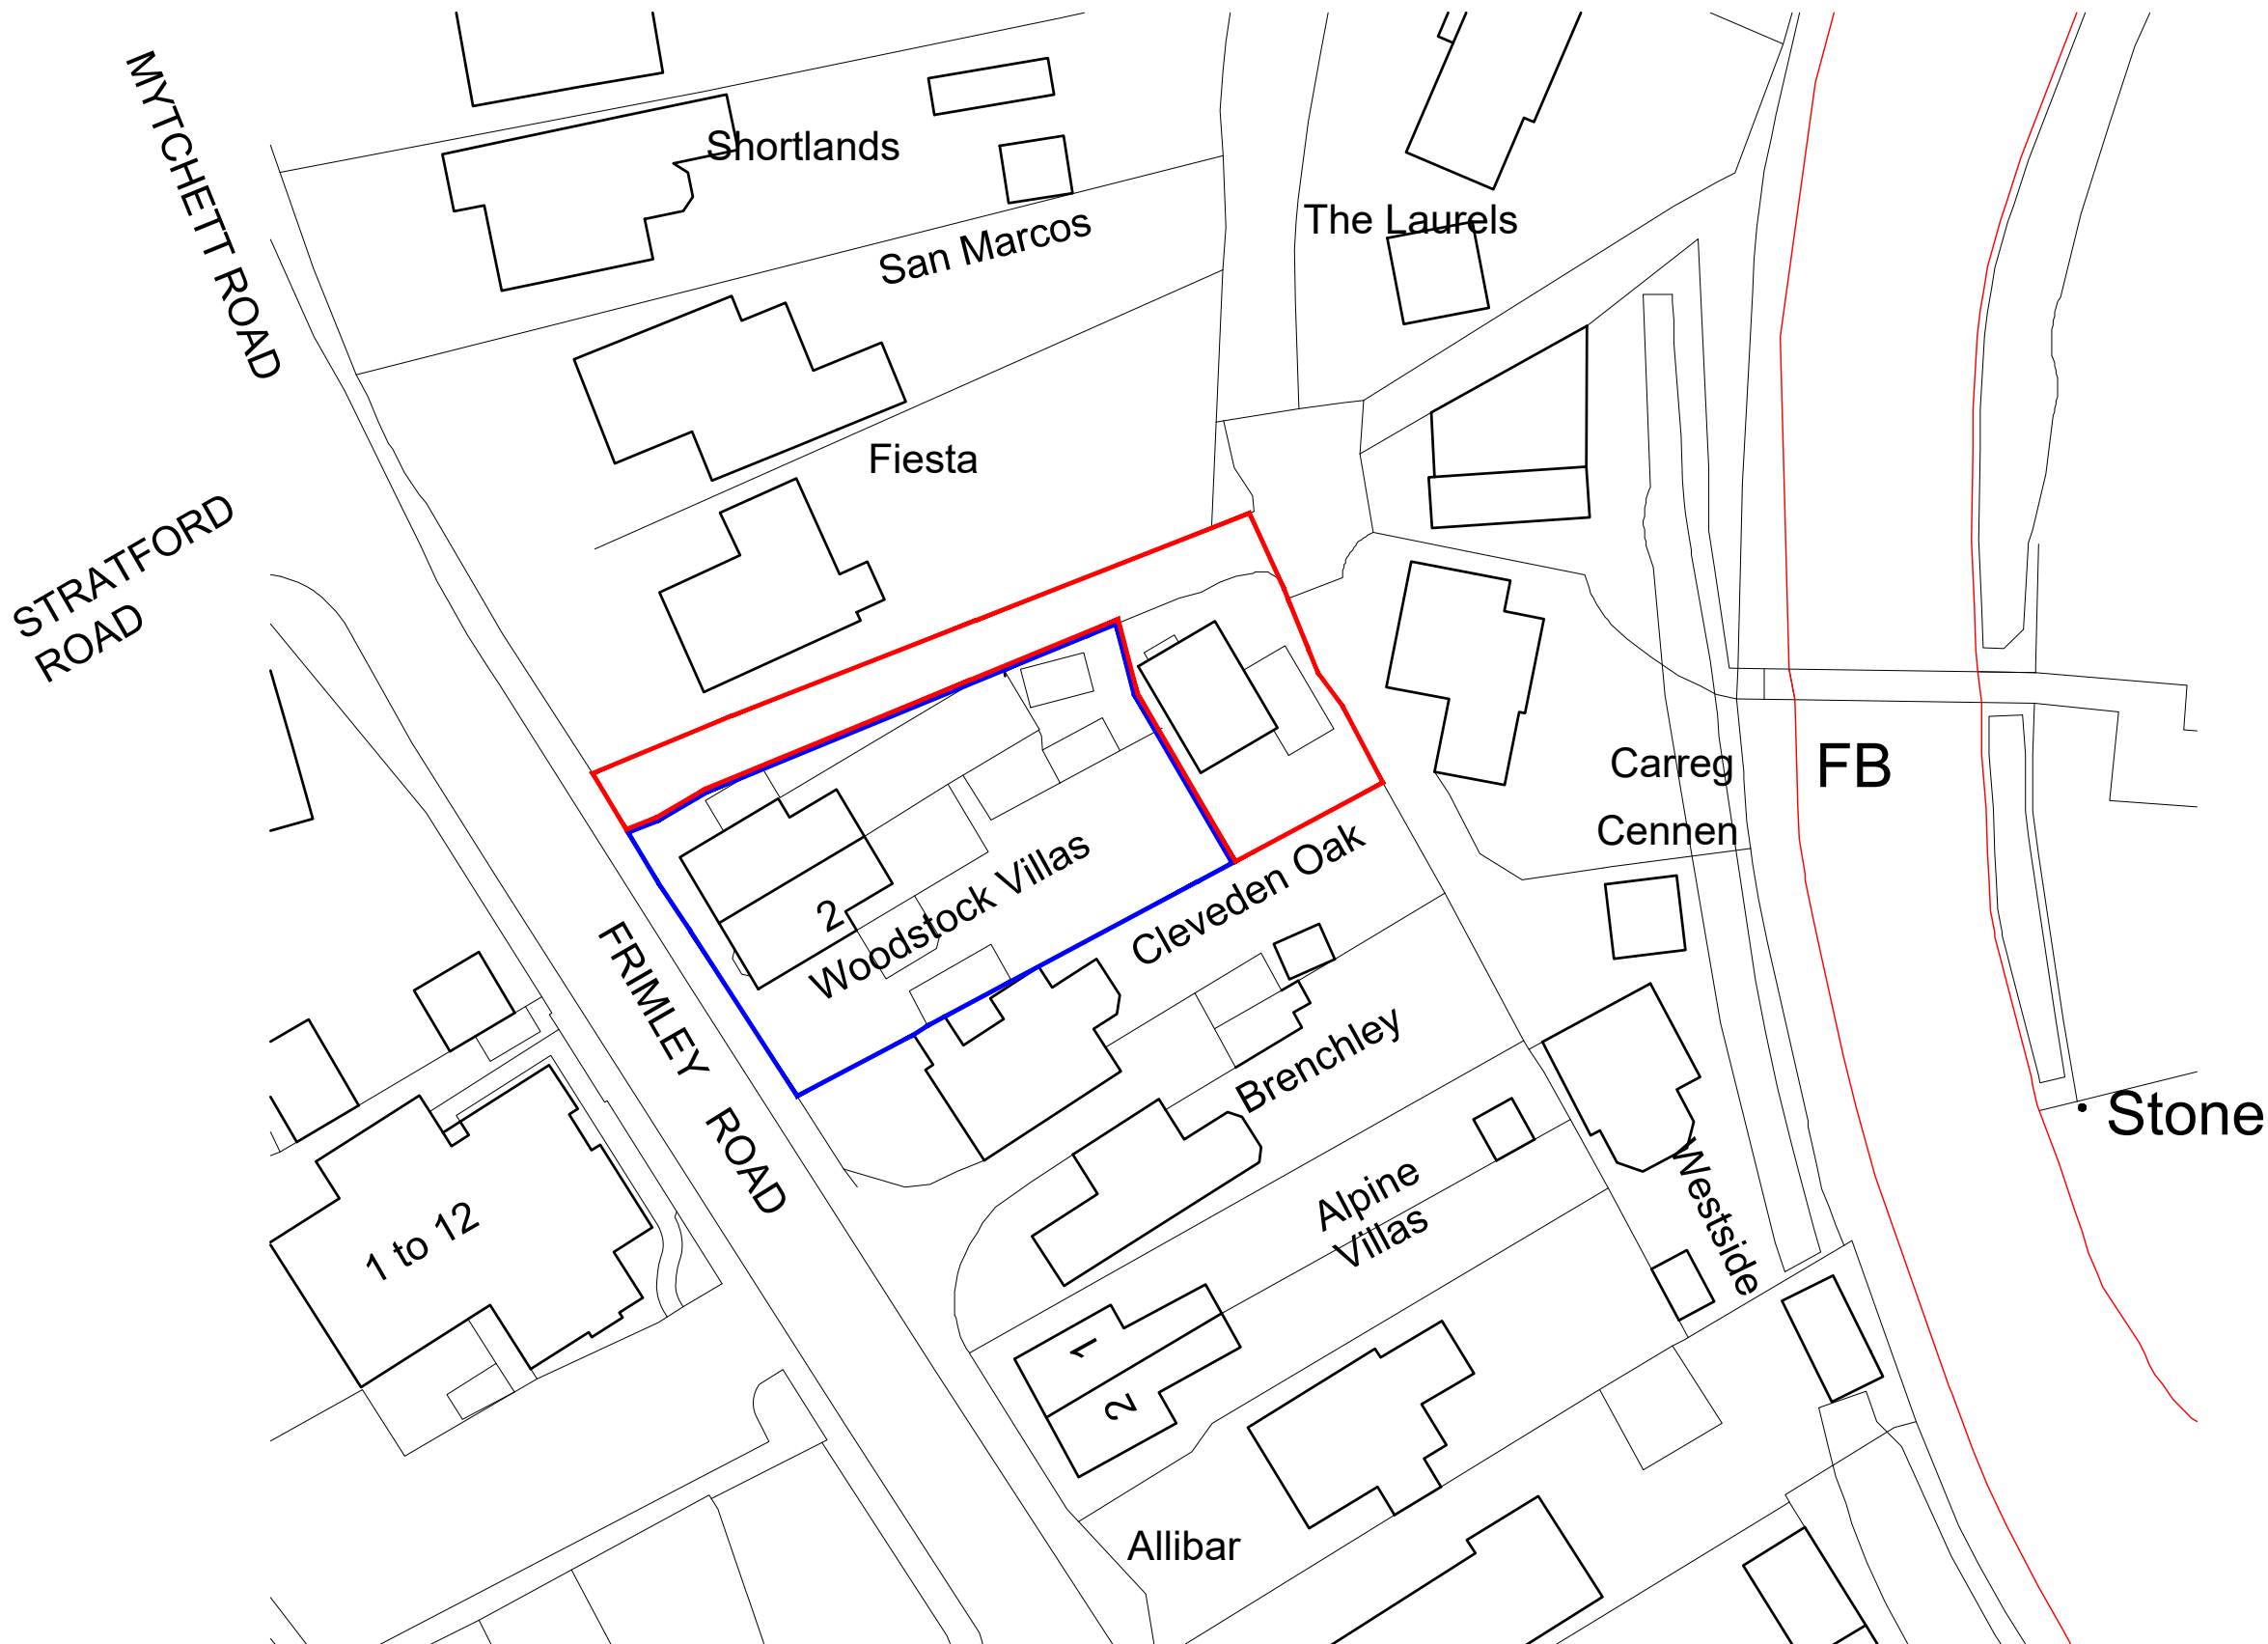 MYTCHETT ROAD
Shortlands
San Marcos
The Laurels
Fiesta
STRATFORD
ROAD
Carreg
Cennen
FB
2
Woodstock Villas
Cleveden Oak
FRIMLEY ROAD
Brenchley
Stone
Alpine
Villas
Westside
1 to 12
1
2
Allibar